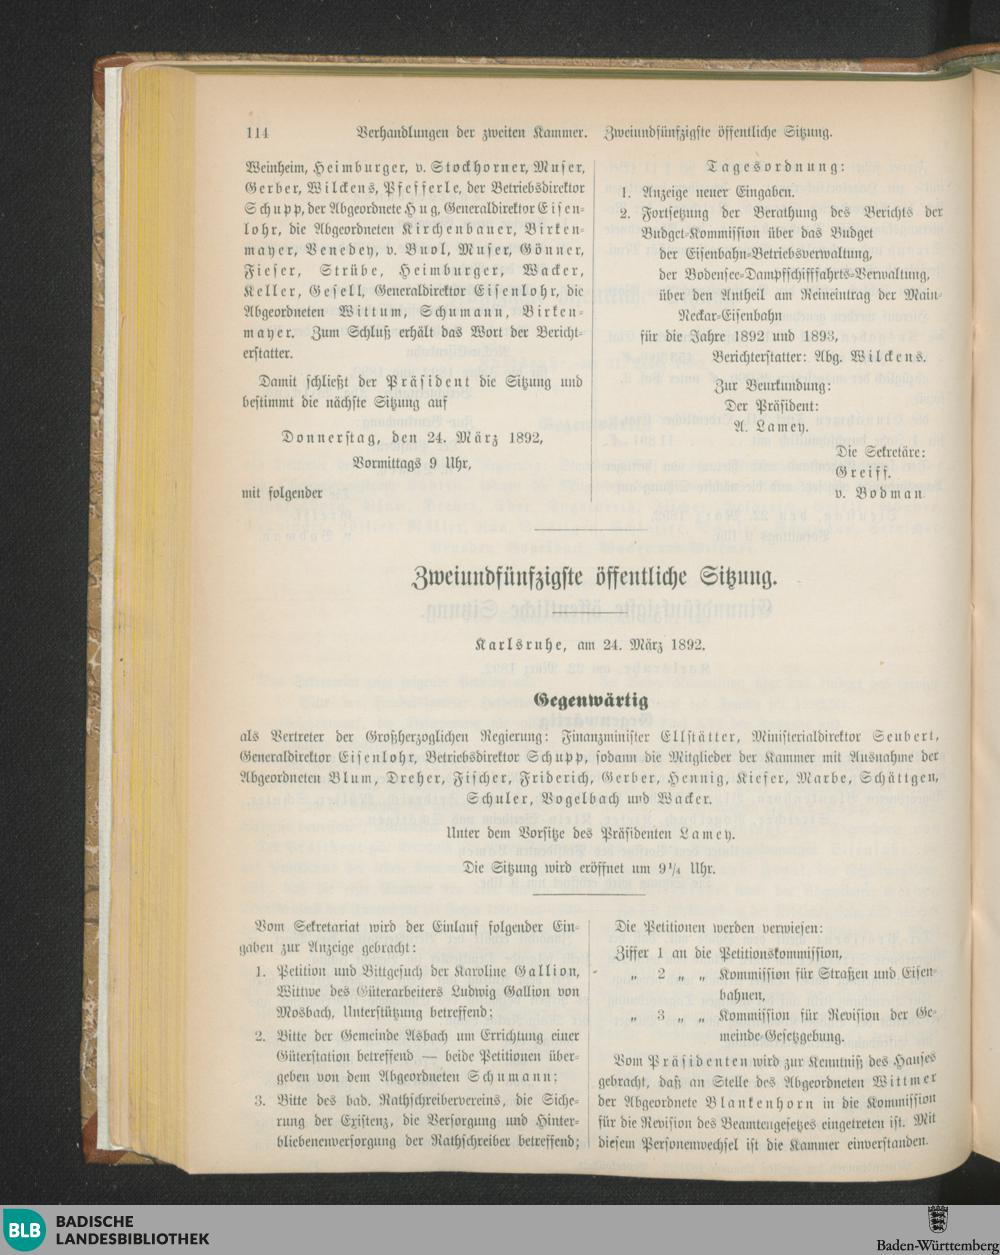 114 Verhandlungen der zweiten Kammer. Zweiundfünfzigste öffentliche Sitzung.
Weinheim, Heimburger, v. Stockhorner, Muser,
Gerber, Wilckens, Pfefferle, der Betriebsdirektor
Schupp, der Abgeordnete Hug, Generaldirektor Eisen-
lohr, die Abgeordneten Kirchenbauer, Birken-
mayer, Venedey, v. Buol, Muser, Gönner,
Fieser, Strübe, Heimburger, Wacker,
Keller, Gesell, Generaldirektor Eisenlohr, die
Abgeordneten Wittum, Schumann, Birken-
mayer. Zum Schluß erhält das Wort der Bericht-
erstatter.
Damit schließt der Präsident die Sitzung und
bestimmt die nächste Sitzung auf
Donnerstag, den 24. März 1892,
Vormittags 9 Uhr,
mit folgender
Tagesordnung:
1. Anzeige neuer Eingaben.
2. Fortsetzung der Berathung des Berichts der
Budget-Kommission über das Budget
der Eisenbahn-Betriebsverwaltung,
der Bodensee-Dampfschifffahrts-Verwaltung,
über den Antheil am Reineintrag der Main-
Neckar-Eisenbahn
für die Jahre 1892 und 1893,
Berichterstatter: Abg. Wilckens.
Zur Beurkundung:
Der Präsident:
A. Lamey.
Die Sekretäre:
Greiff.
v. Bodman
Zweiundfünfzigste öffentliche Sitzung.
Karlsruhe, am 24. März 1892.
Gegenwärtig
als Vertreter der Großherzoglichen Regierung: Finanzminister Ellstätter, Ministerialdirektor Seubert,
Generaldirektor Eisenlohr, Betriebsdirektor Schupp, sodann die Mitglieder der Kammer mit Ausnahme der
Abgeordneten Blum, Dreher, Fischer, Friderich, Gerber, Hennig, Kiefer, Marbe, Schättgen,
Schuler, Vogelbach und Wacker.
Unter dem Vorsitze des Präsidenten Lamey.
Die Sitzung wird eröffnet um 9 1/4 Uhr.
Vom Sekretariat wird der Einlauf folgender Ein-
gaben zur Anzeige gebracht:
1. Petition und Bittgesuch der Karoline Gallion,
Wittwe des Güterarbeiters Ludwig Gallion von
Mosbach, Unterstützung betreffend;
2. Bitte der Gemeinde Asbach um Errichtung einer
Güterstation betreffend — beide Petitionen über-
geben von dem Abgeordneten Schumann;
3. Bitte des bad. Rathschreibervereins, die Siche-
rung der Existenz, die Versorgung und Hinter-
bliebenenversorgung der Rathschreiber betreffend;
Die Petitionen werden verwiesen:
Ziffer 1 an die Petitionskommission,
„ 2 „ „ Kommission für Straßen und Eisen-
bahnen,
„ 3 „ „ Kommission für Revision der Ge-
meinde-Gesetzgebung.
Vom Präsidenten wird zur Kenntniß des Hauses
gebracht, daß an Stelle des Abgeordneten Wittmer
der Abgeordnete Blankenhorn in die Kommission
für die Revision des Beamtengesetzes eingetreten ist. Mit
diesem Personenwechsel ist die Kammer einverstanden.
BLB BADISCHE
LANDESBIBLIOTHEK
Baden-Württemberg